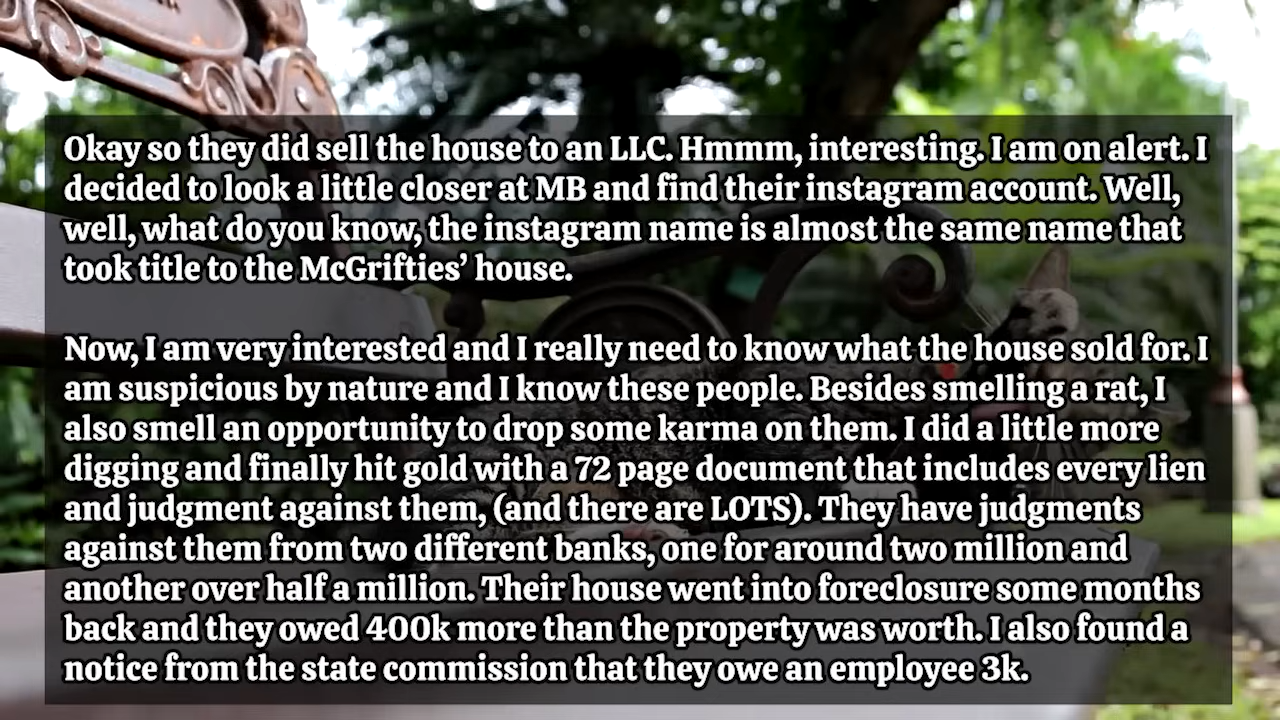 Okay so they did sell the house to an LLC. Hmmm, interesting. I am on alert. I
decided to look a little closer at MB and find their instagram account. Well,
well, what do you know, the instagram name is almost the same name that
took title to the McGrifties’ house.
Now, I am very interested and I really need to know what the house sold for. I
am suspicious by nature and I know these people. Besides smelling a rat, I
also smell an opportunity to drop some karma on them. I did a little more
digging and finally hit gold with a 72 page document that includes every lien
and judgment against them, (and there are LOTS). They have judgments
against them from two different banks, one for around two million and
another over half a million. Their house went into foreclosure some months
back and they owed 400k more than the property was worth. I also found a
notice from the state commission that they owe an employee 3k.